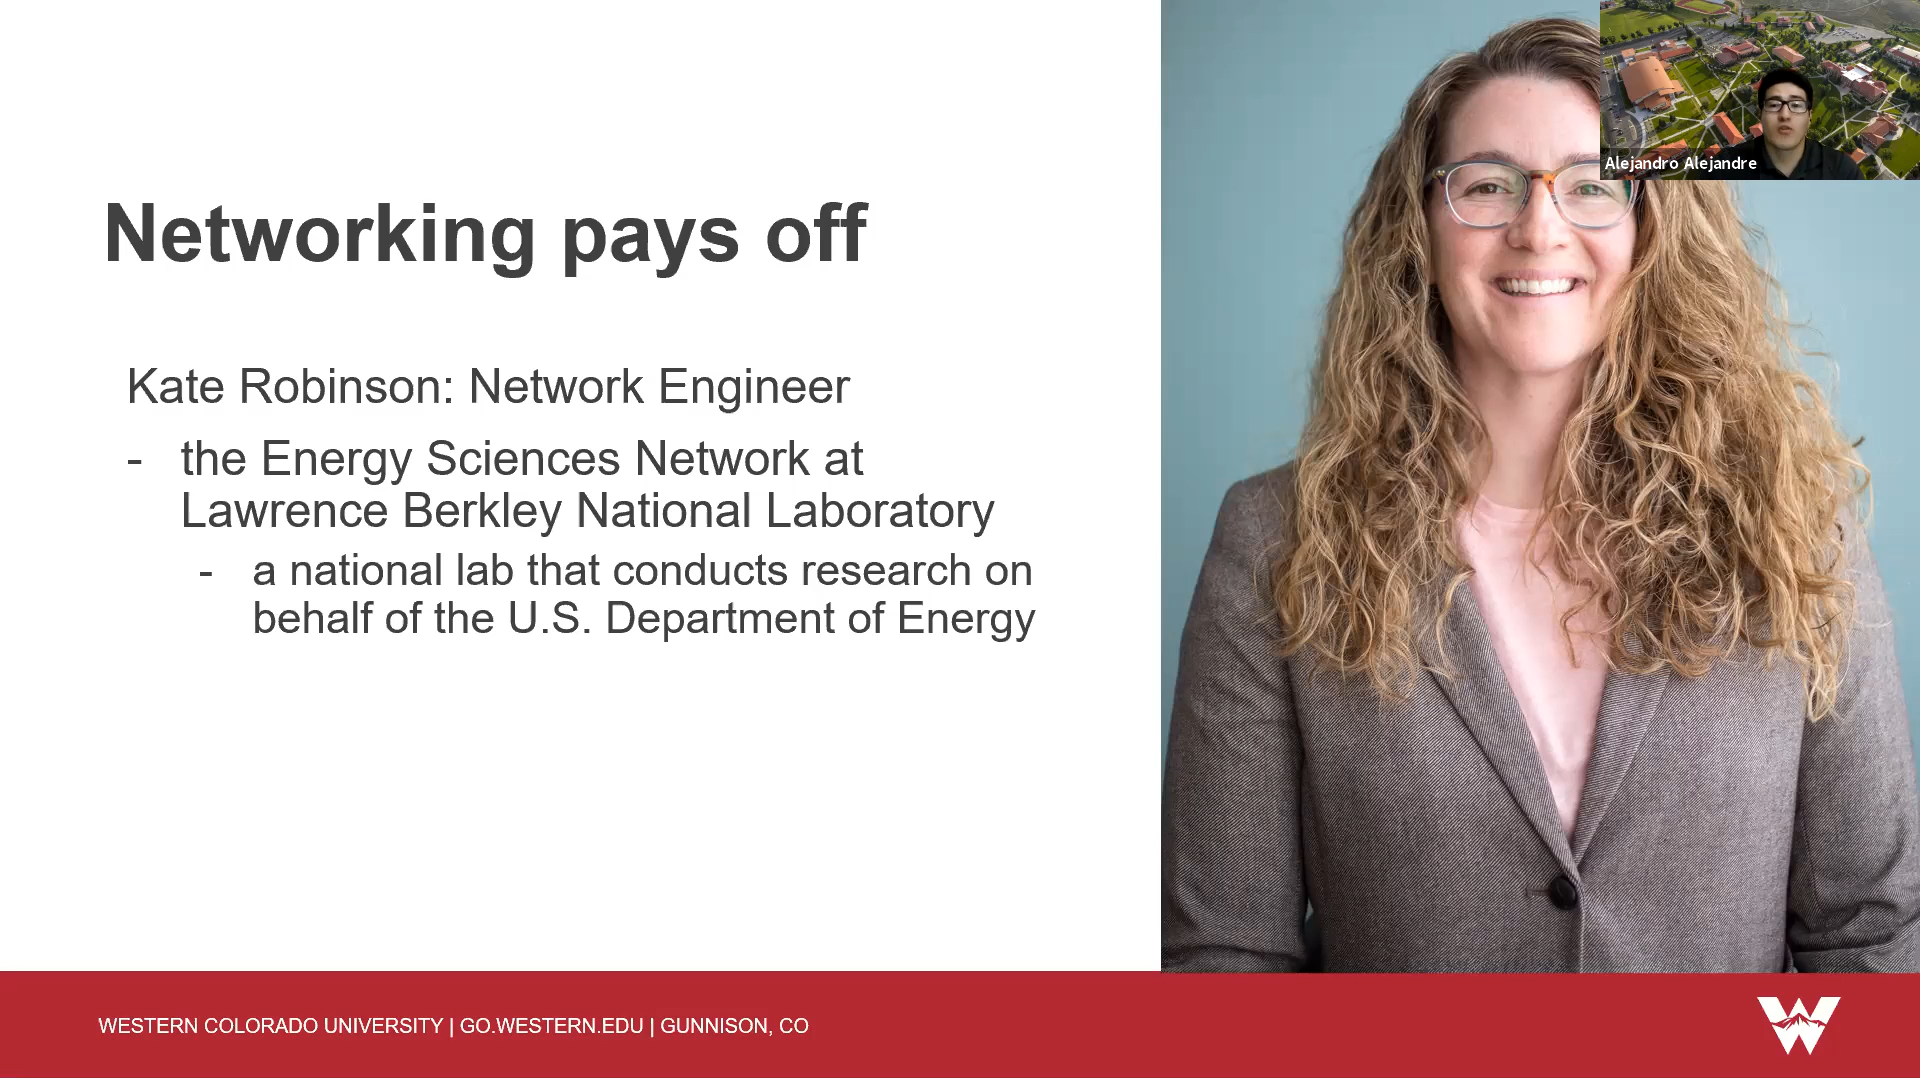 Alejandro Alejandre
Networking pays off
Kate Robinson: Network Engineer
- the Energy Sciences Network at
Lawrence Berkley National Laboratory
- a national lab that conducts research on
behalf of the U.S. Department of Energy
WESTERN COLORADO UNIVERSITY | GO.WESTERN.EDU | GUNNISON, CO
W